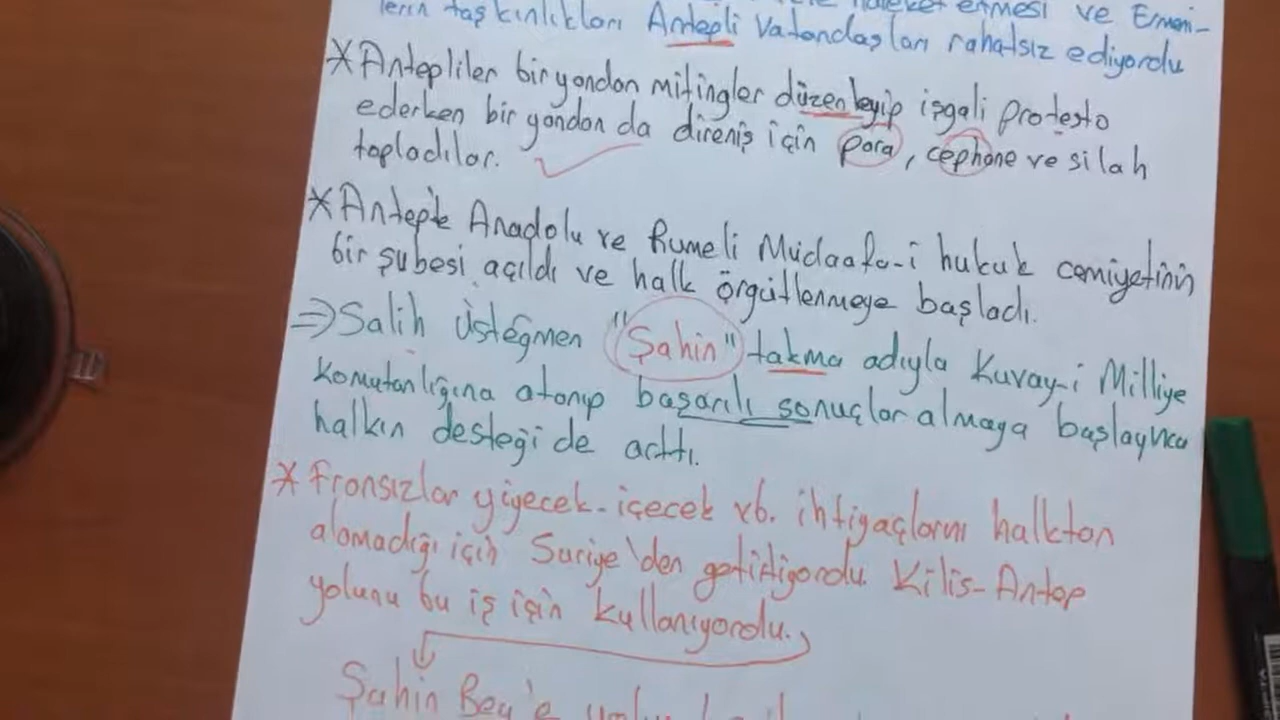 hareket etmesi ve Ermeni-
lerin taşkınlıkları Antepli vatandaşları rahatsız ediyordu
*Antepliler bir yandan mitingler düzenleyip işgali protesto
ederken bir yandan da direniş için para, cephane ve silah
topladılar.
*Antep'te Anadolu ve Rumeli Müdaafa-i hukuk cemiyetinin
bir şubesi açıldı ve halk örgütlenmeye başladı.
⇒Salih Üsteğmen "Şahin" takma adıyla Kuvay-i Milliye
komutanlığına atanıp başarılı sonuçlar almaya başlayınca
halkın desteği de arttı.
*Fransızlar yiyecek-içecek vb. ihtiyaçlarını halktan
alamadığı için Suriye'den getiriyordu Kilis-Antep
yolunu bu iş için kullanıyordu.
Şahin Bey'e